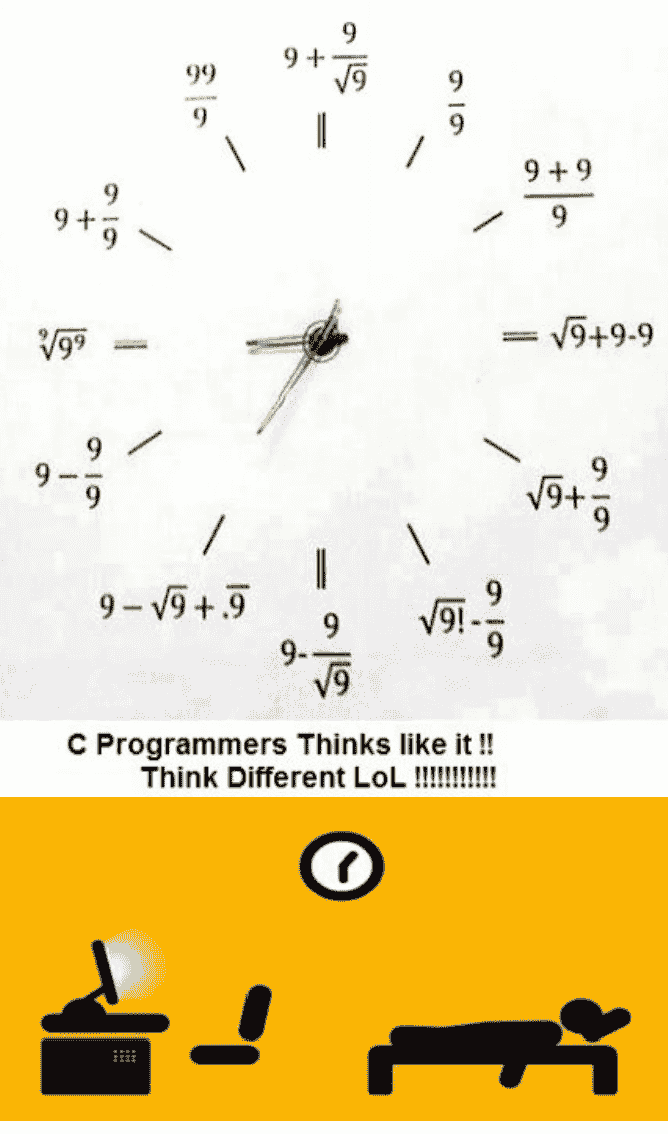 9 + 9/√9
99/9
9/9
9 + 9/9
(9 + 9)/9
⁹√9⁹
√9+9-9
9 – 9/9
√9+9/9
9 – √9 + .9̅
9- 9/√9
√9!-9/9
C Programmers Thinks like it !!
Think Different LoL !!!!!!!!!!!